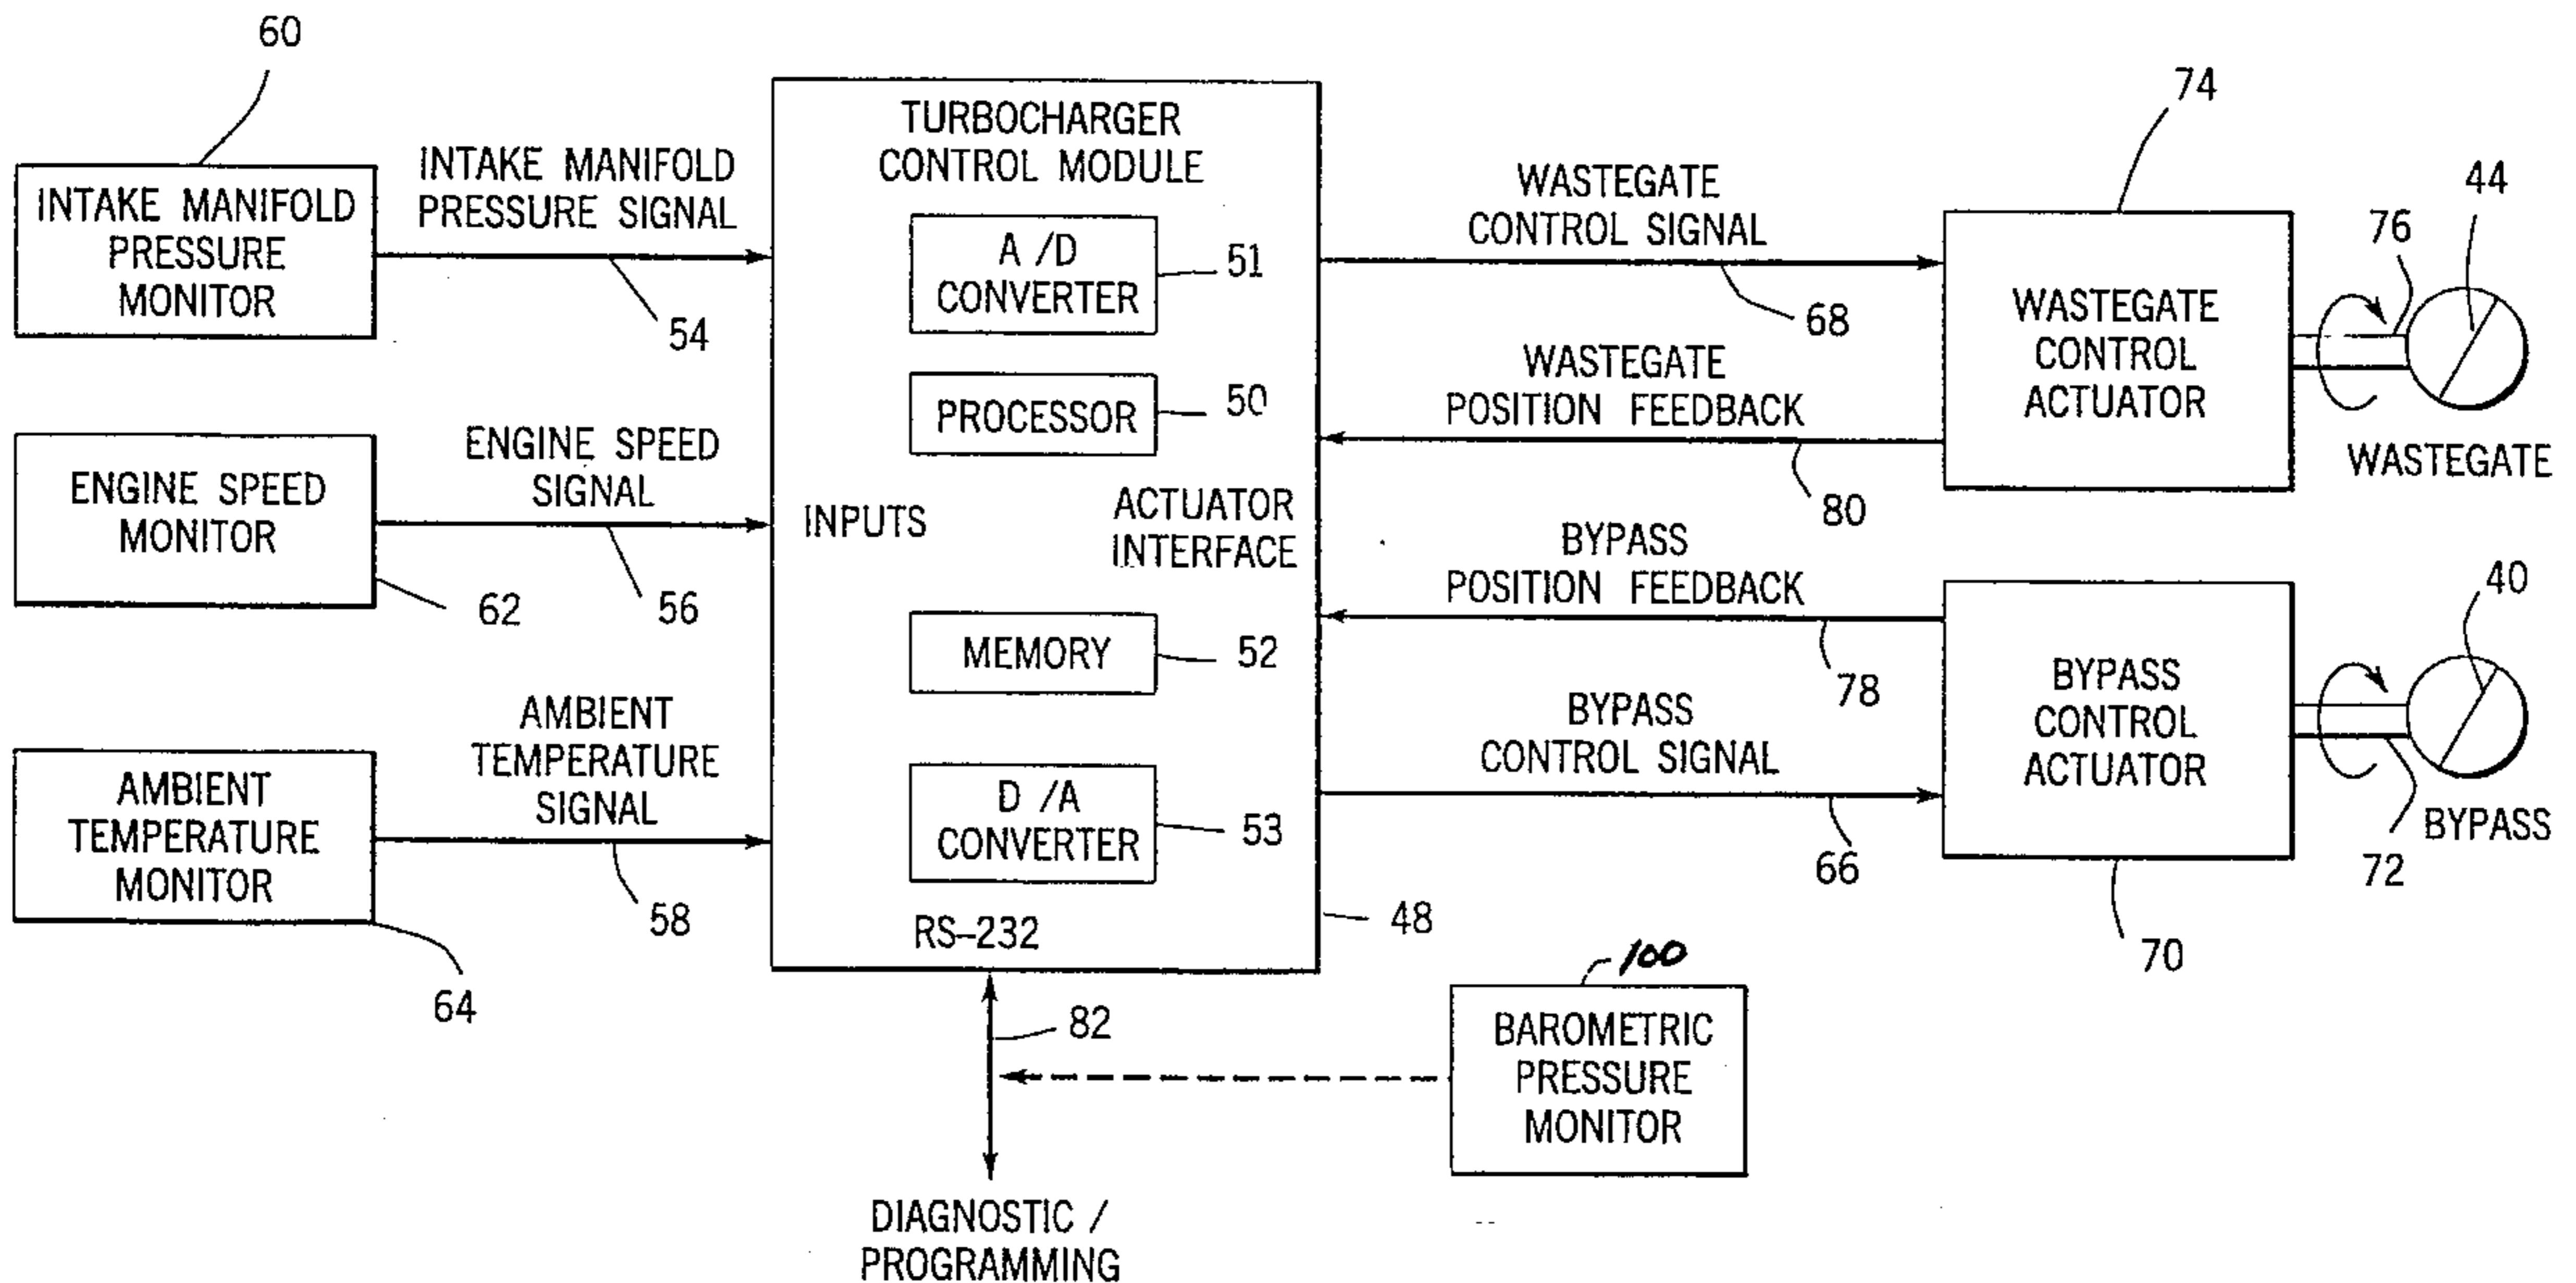 60
INTAKE MANIFOLD
PRESSURE
MONITOR
INTAKE MANIFOLD
PRESSURE SIGNAL
54
ENGINE SPEED
MONITOR
62
ENGINE SPEED
SIGNAL
56
AMBIENT
TEMPERATURE
MONITOR
64
AMBIENT
TEMPERATURE
SIGNAL
58
TURBOCHARGER
CONTROL MODULE
A /D
CONVERTER
51
PROCESSOR
50
INPUTS
ACTUATOR
INTERFACE
MEMORY
52
D /A
CONVERTER
53
RS-232
48
82
DIAGNOSTIC /
PROGRAMMING
100
BAROMETRIC
PRESSURE
MONITOR
WASTEGATE
CONTROL SIGNAL
68
WASTEGATE
POSITION FEEDBACK
80
BYPASS
POSITION FEEDBACK
78
BYPASS
CONTROL SIGNAL
66
74
WASTEGATE
CONTROL
ACTUATOR
76
44
WASTEGATE
BYPASS
CONTROL
ACTUATOR
70
40
72
BYPASS